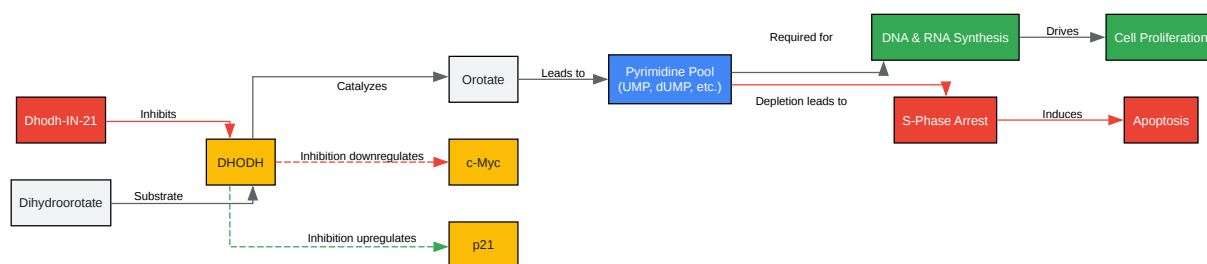 Required for
DNA & RNA Synthesis
Drives
Cell Proliferation
Catalyzes
Orotate
Leads to
Pyrimidine Pool
(UMP, dUMP, etc.)
Depletion leads to
S-Phase Arrest
Induces
Apoptosis
Dhodh-IN-21
Inhibits
DHODH
Inhibition downregulates
c-Myc
Dihydroorotate
Substrate
Inhibition upregulates
p21